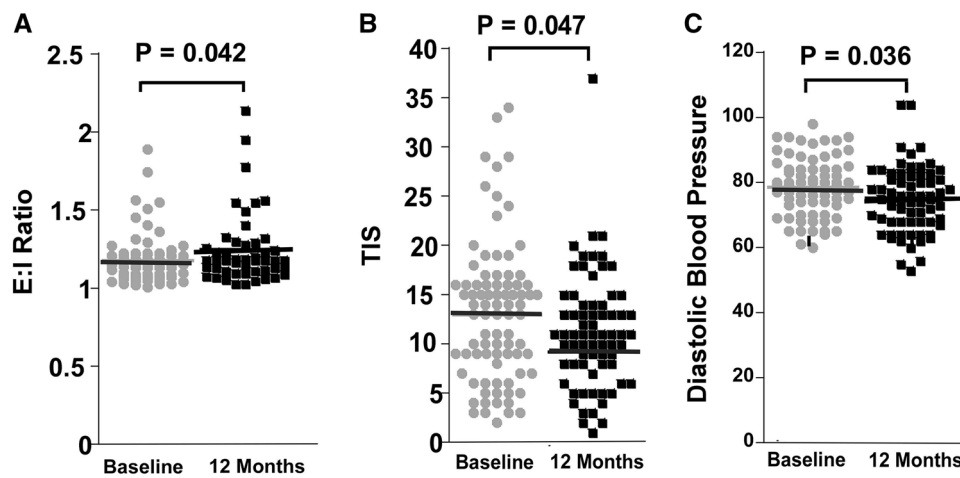 A
P = 0.042
E:I Ratio
2.5
2
1.5
1
0.5
0
Baseline 12 Months
B
P = 0.047
TIS
40
35
30
25
20
15
10
5
0
Baseline 12 Months
C
P = 0.036
Diastolic Blood Pressure
120
100
80
60
40
20
0
Baseline 12 Months